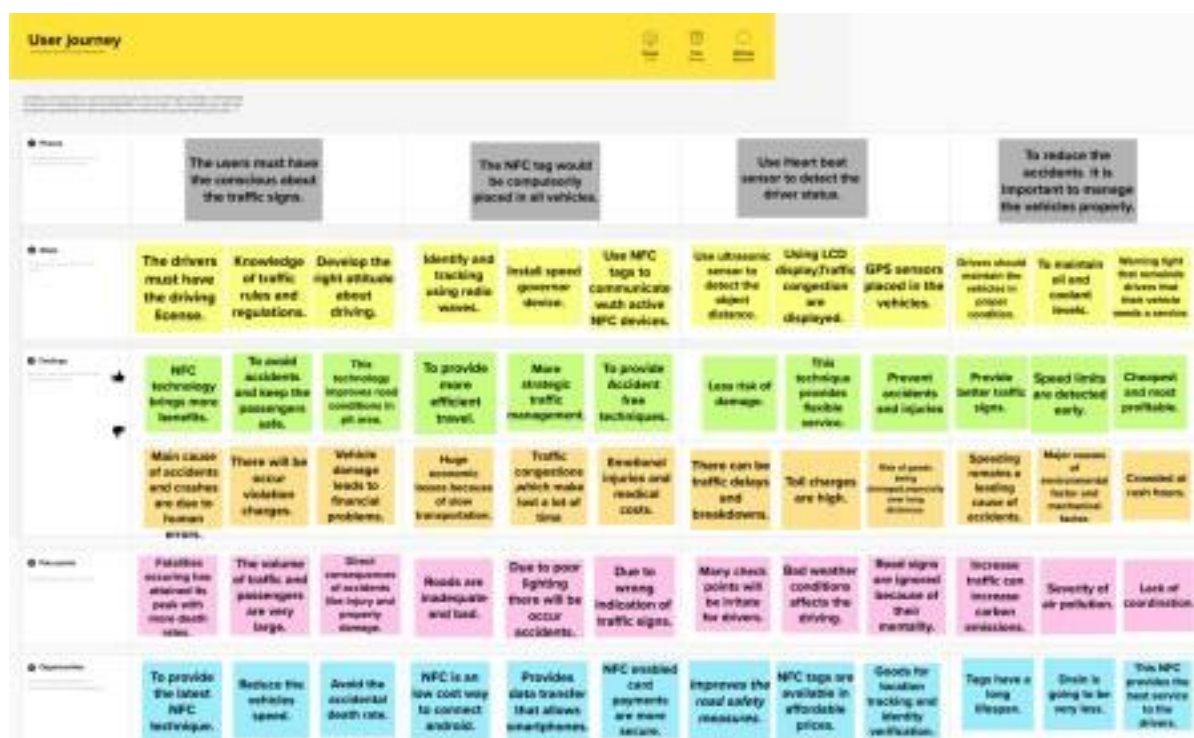 User journey
The users must have
the conscious about
the traffic signs.
The NFC tag would
be compulsorily
placed in all vehicles.
Use Heart beat
sensor to detect the
driver status.
To reduce the
accidents. It is
important to manage
the vehicles properly.
The drivers
must have
the driving
license.
Knowledge
of traffic
rules and
regulations.
Develop the
right attitude
about
driving.
Identify and
tracking
using radio
waves.
Install speed
governor
device.
Use NFC
tags to
communicate
wuth active
NFC devices.
Use ultrasonic
sensor to
detect the
object
distance.
Using LCD
display,Traffic
congestion
are
displayed.
GPS sensors
placed in the
vehicles.
Drivers should
maintain the
vehicles in
proper
condition.
To maintain
oil and
coolant
levels.
Warning light
that reminds
drivers that
their vehicle
needs a service.
Feelings
NFC
technology
brings more
benefits.
To avoid
accidents
and keep the
passengers
safe.
This
technology
improves road
conditions in
all area.
To provide
more
efficient
travel.
More
strategic
traffic
management.
To provide
Accident
free
techniques.
Less risk of
damage.
This
technique
provides
flexible
service.
Prevent
accidents
and injuries
Provide
better traffic
signs.
Speed limits
are detected
early.
Cheapest
and most
profitable.
Main cause
of accidents
and crashes
are due to
human
errors.
There will be
occur
violation
charges.
Vehicle
damage
leads to
financial
problems.
Huge
economic
losses because
of slow
transportation.
Traffic
congestions
which make
lost a lot of
time
Emotional
injuries and
medical
costs.
There can be
traffic delays
and
breakdowns.
Toll charges
are high.
Risk of goods
being
damaged especially
over long
distances.
Speeding
remains a
leading
cause of
accidents.
Major causes
of
environmental
factor and
mechanical
factor.
Crowded at
rush hours.
Pain points
Fatalities
occuring has
attained its
peak with
more death
rates.
The volume
of traffic and
passengers
are very
large.
Direct
consequences
of accidents
like injury and
property
damage.
Roads are
inadequate
and bad.
Due to poor
lighting
there will be
occur
accidents.
Due to
wrong
indication of
traffic signs.
Many check
points will
be irritate
for drivers.
Bad weather
conditions
affects the
driving.
Road signs
are ignored
because of
their
mentality.
Increase
traffic can
increase
carbon
emissions.
Severity of
air pollution.
Lack of
coordination.
Opportunities
To provide
the latest
NFC
technique.
Reduce the
vehicles
speed.
Avoid the
accidental
death rate.
NFC is an
low cost way
to connect
android.
Provides
data transfer
that allows
smartphones.
NFC enabled
card
payments
are more
secure.
Improves the
road safety
measures.
NFC tags are
available in
affordable
prices.
Goods for
location
tracking and
identity
verification.
Tags have a
long
lifespan.
Drain is
going to be
very less.
This NFC
provides the
best service
to the
drivers.